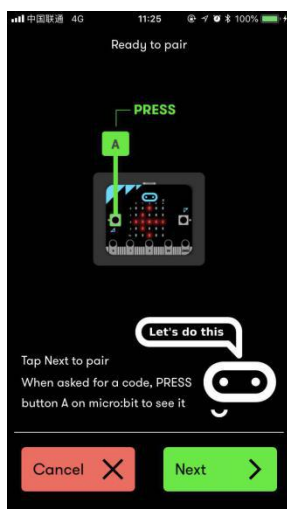 中国联通 4G 11:25 100%
Ready to pair
PRESS
A
Let's do this
Tap Next to pair
When asked for a code, PRESS
button A on micro:bit to see it
Cancel
Next